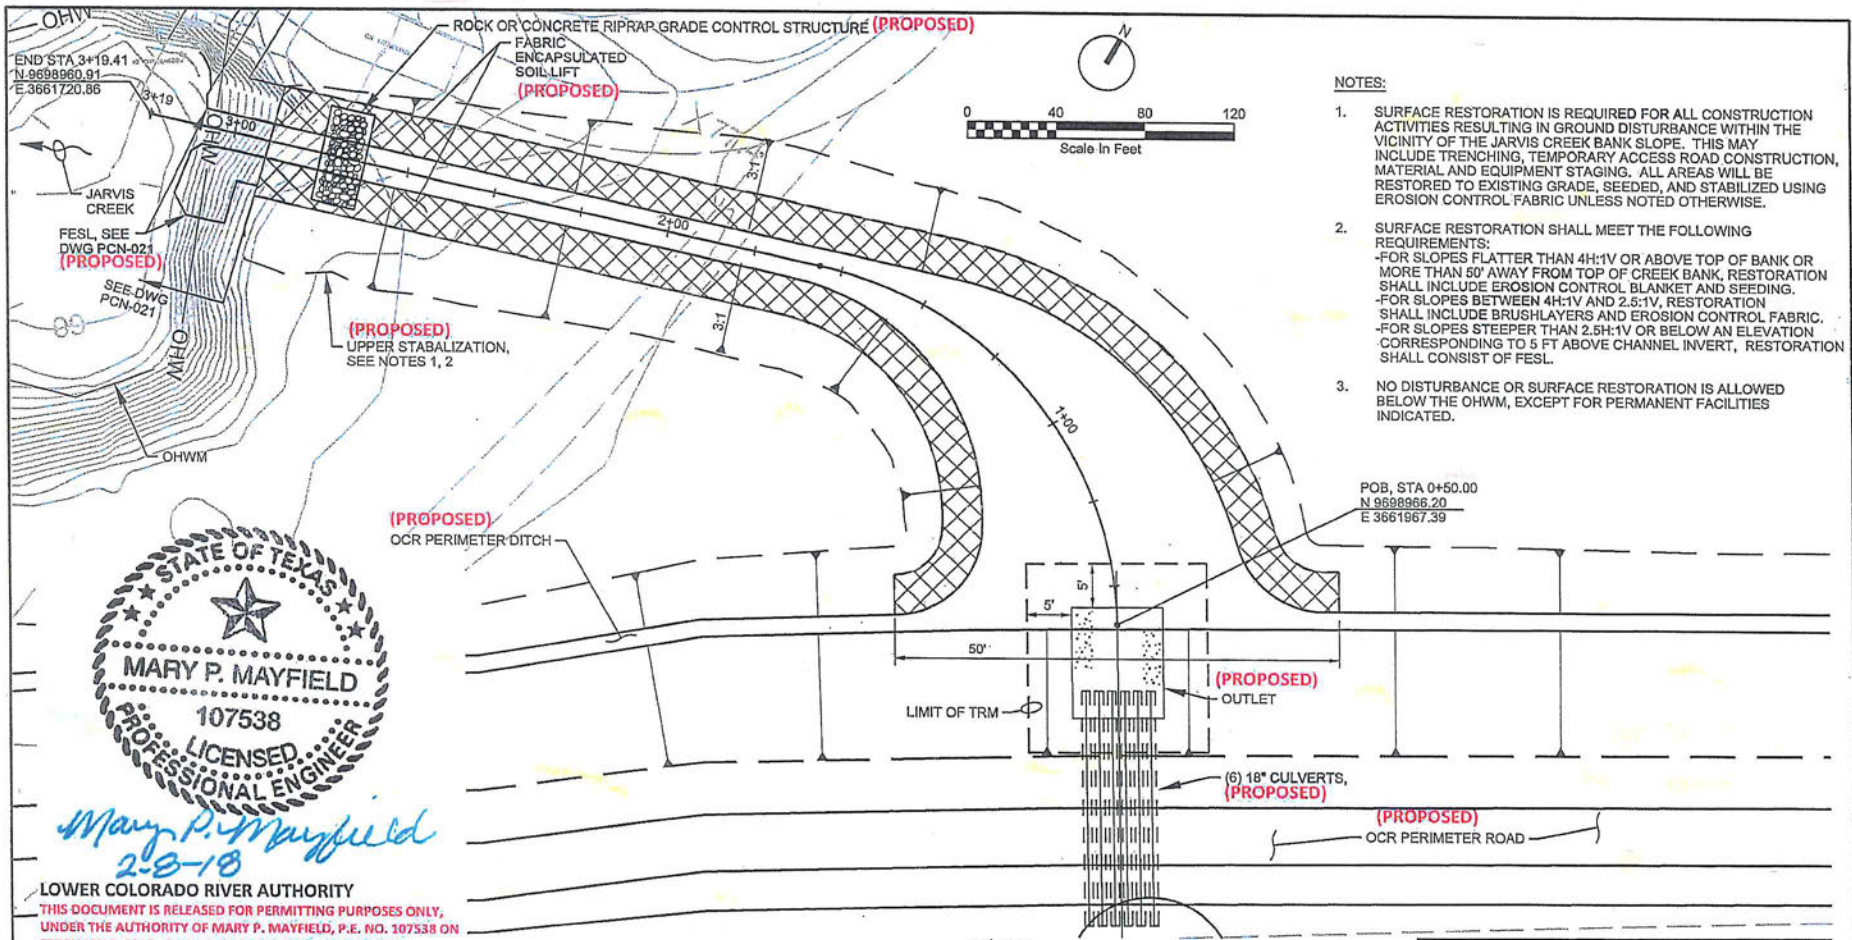 OHW
ROCK OR CONCRETE RIPRAP GRADE CONTROL STRUCTURE (PROPOSED)
FABRIC
ENCAPSULATED
SOIL LIFT
(PROPOSED)
END STA 3+19.41
N 9698960.91
E 3661720.86
3+19
3+00
OHW
JARVIS
CREEK
FESL, SEE
DWG PCN-021
(PROPOSED)
SEE DWG
PCN-021
OHW
(PROPOSED)
UPPER STABALIZATION,
SEE NOTES 1, 2
OHWM
2+00
3:1
3:1
1+00
N
0 40 80 120
Scale In Feet
NOTES:
1. SURFACE RESTORATION IS REQUIRED FOR ALL CONSTRUCTION
ACTIVITIES RESULTING IN GROUND DISTURBANCE WITHIN THE
VICINITY OF THE JARVIS CREEK BANK SLOPE. THIS MAY
INCLUDE TRENCHING, TEMPORARY ACCESS ROAD CONSTRUCTION,
MATERIAL AND EQUIPMENT STAGING. ALL AREAS WILL BE
RESTORED TO EXISTING GRADE, SEEDED, AND STABILIZED USING
EROSION CONTROL FABRIC UNLESS NOTED OTHERWISE.
2. SURFACE RESTORATION SHALL MEET THE FOLLOWING
REQUIREMENTS:
-FOR SLOPES FLATTER THAN 4H:1V OR ABOVE TOP OF BANK OR
MORE THAN 50' AWAY FROM TOP OF CREEK BANK, RESTORATION
SHALL INCLUDE EROSION CONTROL BLANKET AND SEEDING.
-FOR SLOPES BETWEEN 4H:1V AND 2.5:1V, RESTORATION
SHALL INCLUDE BRUSHLAYERS AND EROSION CONTROL FABRIC.
-FOR SLOPES STEEPER THAN 2.5H:1V OR BELOW AN ELEVATION
CORRESPONDING TO 5 FT ABOVE CHANNEL INVERT, RESTORATION
SHALL CONSIST OF FESL.
3. NO DISTURBANCE OR SURFACE RESTORATION IS ALLOWED
BELOW THE OHWM, EXCEPT FOR PERMANENT FACILITIES
INDICATED.
POB, STA 0+50.00
N 9698966.20
E 3661967.39
(PROPOSED)
OCR PERIMETER DITCH
5'
5'
50'
LIMIT OF TRM
(PROPOSED)
OUTLET
(6) 18" CULVERTS,
(PROPOSED)
(PROPOSED)
OCR PERIMETER ROAD
STATE OF TEXAS
MARY P. MAYFIELD
107538
LICENSED
PROFESSIONAL ENGINEER
Mary P. Mayfield
2-8-18
LOWER COLORADO RIVER AUTHORITY
THIS DOCUMENT IS RELEASED FOR PERMITTING PURPOSES ONLY,
UNDER THE AUTHORITY OF MARY P. MAYFIELD, P.E. NO. 107538 ON